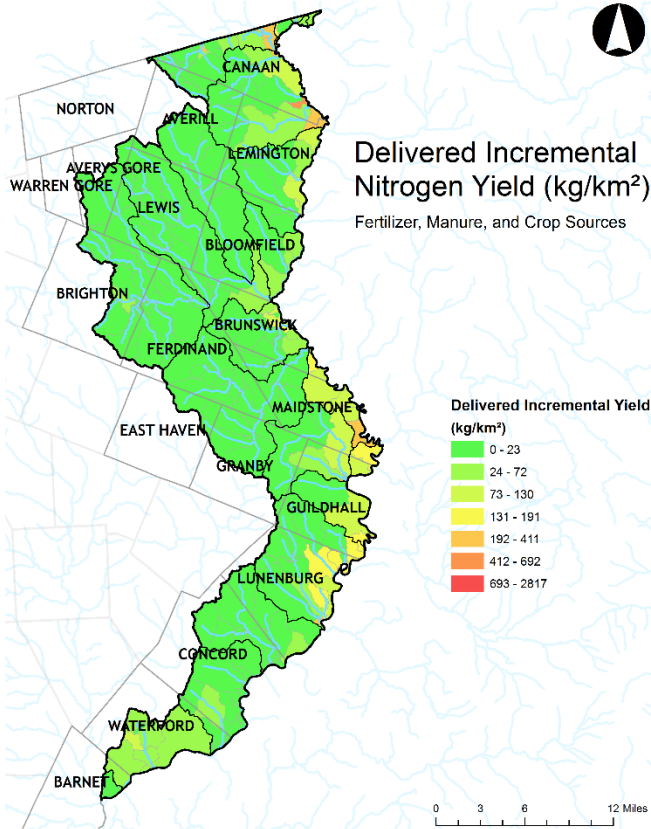 CANAAN
NORTON
AVERILL
LEMINGTON
AVERYS GORE
WARREN GORE
LEWIS
BLOOMFIELD
BRIGHTON
BRUNSWICK
FERDINAND
MAIDSTONE
EAST HAVEN
GRANBY
GUILDHALL
LUNENBURG
CONCORD
WATERFORD
BARNET
Delivered Incremental
Nitrogen Yield (kg/km²)
Fertilizer, Manure, and Crop Sources
Delivered Incremental Yield
(kg/km²)
0 - 23
24 - 72
73 - 130
131 - 191
192 - 411
412 - 692
693 - 2817
0 3 6 12 Miles